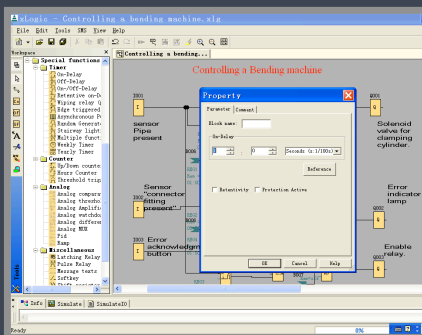 xLogic - Controlling a bending machine.xlg
File Edit Tools SMS View Help
Workspace
Controlling a bending...
Special functions
Timer
On-Delay
Off-Delay
On-/Off-Delay
Retentive on-D
Wiping relay (p
Edge triggered
Asynchronous P
Random Generat
Stairway light
Multiple funct
Weekly Timer
Yearly Timer
Counter
Up/Down counte
Hours Counter
Threshold trig
Analog
Analog compara
Analog thresho
Analog Amplifi
Analog watchdo
Analog differe
Analog MUX
Pid
Ramp
Miscellaneous
Latching Relay
Pulse Relay
Message texts
Softkey
Shift register
Tools
Controlling a Bending machine
I001
I
sensor
Pipe
present
I002
I
Sensor
"connector
fitting
present"
I003
I
Error
acknowledgm
button
Property
Parameter Comment
Block name:
On-Delay
0 : 0 Seconds (s:1/100s)
Reference
Retentivity Protection Active
OK Cancel Help
Q001
Q
Solenoid
valve for
clamping
cylinder.
Q003
Q
Error
indicator
lamp
Q002
Q
Enable
relay.
Info Simulate SimulateIO
Ready
0%